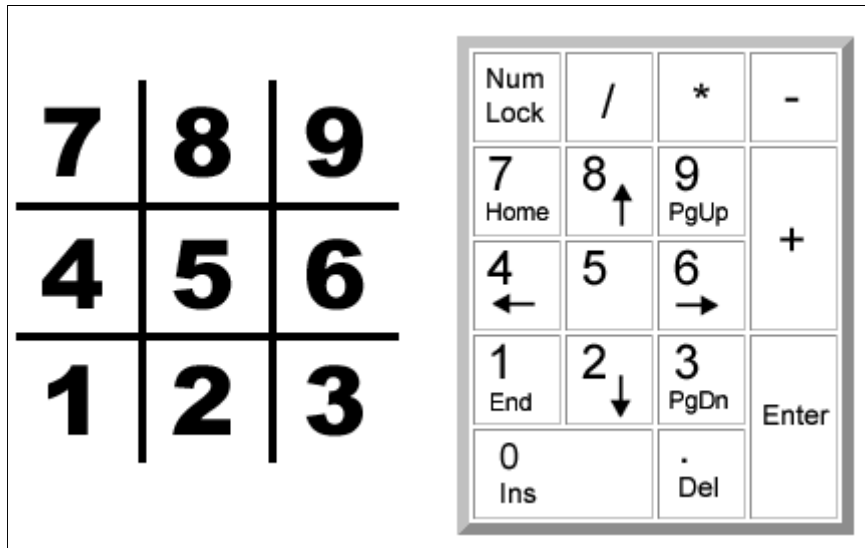 7 8 9
4 5 6
1 2 3
Num Lock / * -
7 Home 8 ↑ 9 PgUp +
4 ← 5 6 →
1 End 2 ↓ 3 PgDn Enter
0 Ins . Del